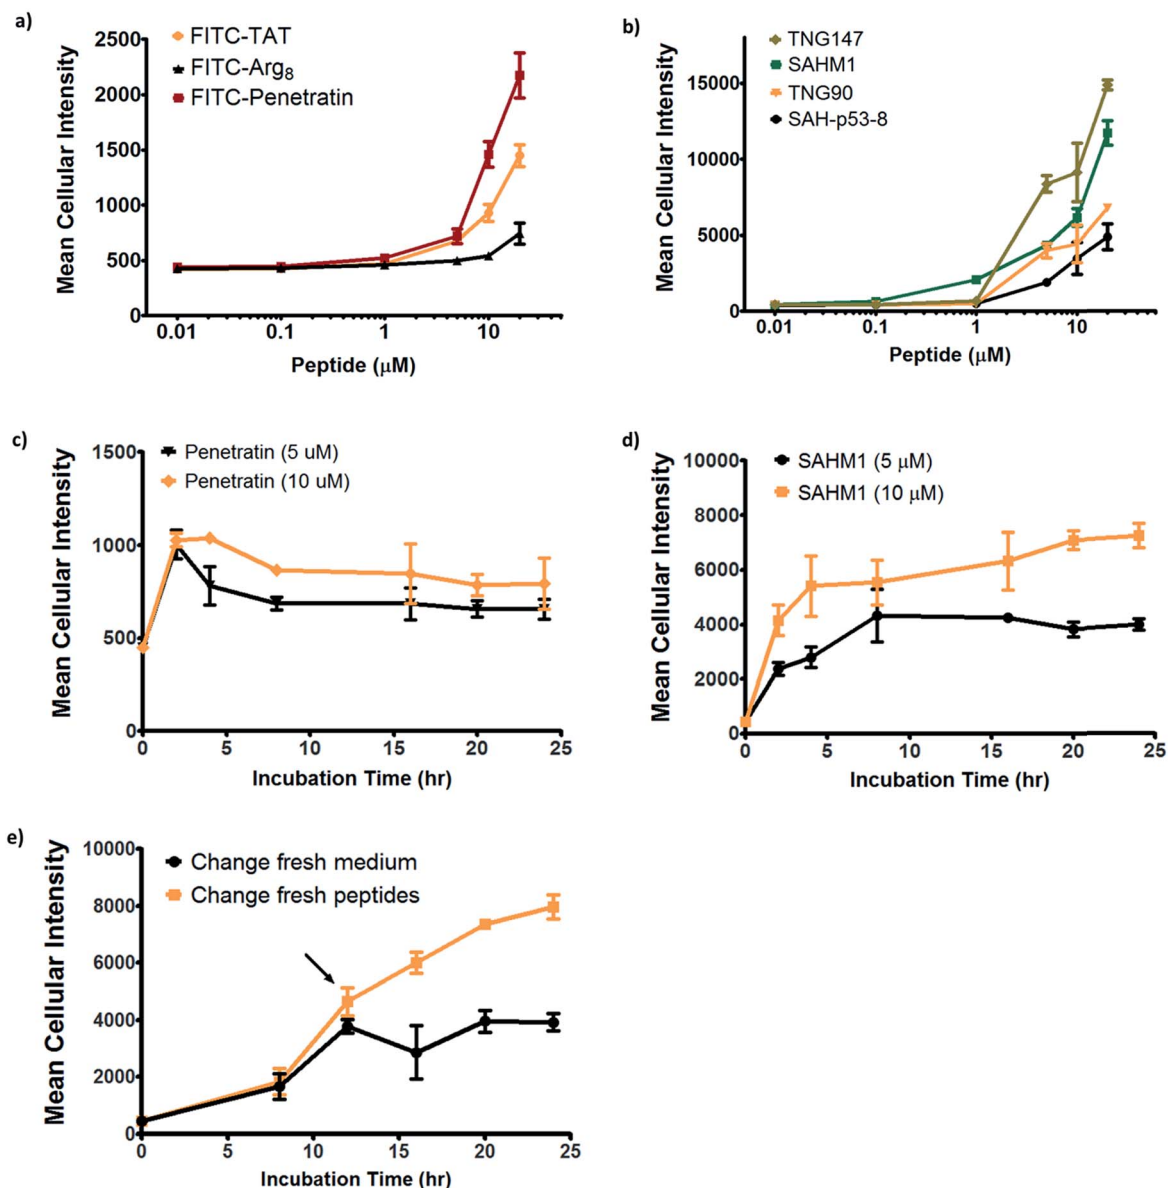 a)
Mean Cellular Intensity
2500
2000
1500
1000
500
0
FITC-TAT
FITC-Arg8
FITC-Penetratin
0.01 0.1 1 10
Peptide (μM)
b)
Mean Cellular Intensity
15000
10000
5000
0
TNG147
SAHM1
TNG90
SAH-p53-8
0.01 0.1 1 10
Peptide (μM)
c)
Mean Cellular Intensity
1500
1000
500
0
Penetratin (5 uM)
Penetratin (10 uM)
0 5 10 15 20 25
Incubation Time (hr)
d)
Mean Cellular Intensity
10000
8000
6000
4000
2000
0
SAHM1 (5 μM)
SAHM1 (10 μM)
0 5 10 15 20 25
Incubation Time (hr)
e)
Mean Cellular Intensity
10000
8000
6000
4000
2000
0
Change fresh medium
Change fresh peptides
0 5 10 15 20 25
Incubation Time (hr)